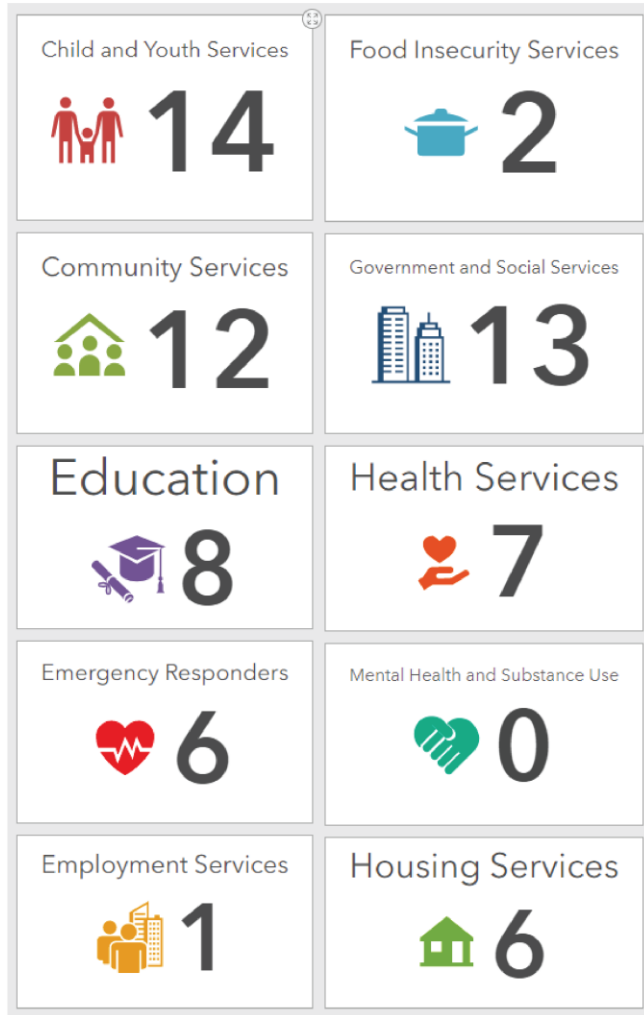 Child and Youth Services
14
Food Insecurity Services
2
Community Services
12
Government and Social Services
13
Education
8
Health Services
7
Emergency Responders
6
Mental Health and Substance Use
0
Employment Services
1
Housing Services
6